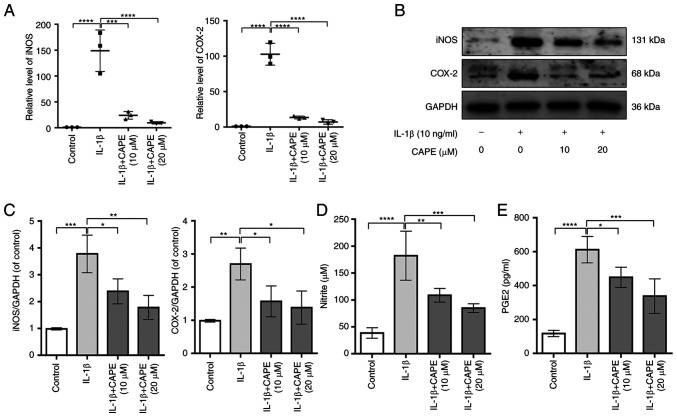 A
Relative level of iNOS
200
150
100
50
0
**** ****
***
Control
IL-1β
IL-1β+CAPE
(10 μM)
IL-1β+CAPE
(20 μM)
Relative level of COX-2
200
150
100
50
0
**** ****
****
Control
IL-1β
IL-1β+CAPE
(10 μM)
IL-1β+CAPE
(20 μM)
B
iNOS 131 kDa
COX-2 68 kDa
GAPDH 36 kDa
IL-1β (10 ng/ml) – + + +
CAPE (μM) 0 0 10 20
C
iNOS/GAPDH (of control)
5
4
3
2
1
0
**
*** *
Control
IL-1β
IL-1β+CAPE
(10 μM)
IL-1β+CAPE
(20 μM)
COX-2/GAPDH (of control)
4
3
2
1
0
*
** *
Control
IL-1β
IL-1β+CAPE
(10 μM)
IL-1β+CAPE
(20 μM)
D
Nitrite (μM)
250
200
150
100
50
0
***
**** **
Control
IL-1β
IL-1β+CAPE
(10 μM)
IL-1β+CAPE
(20 μM)
E
PGE2 (pg/ml)
800
600
400
200
0
***
**** *
Control
IL-1β
IL-1β+CAPE
(10 μM)
IL-1β+CAPE
(20 μM)